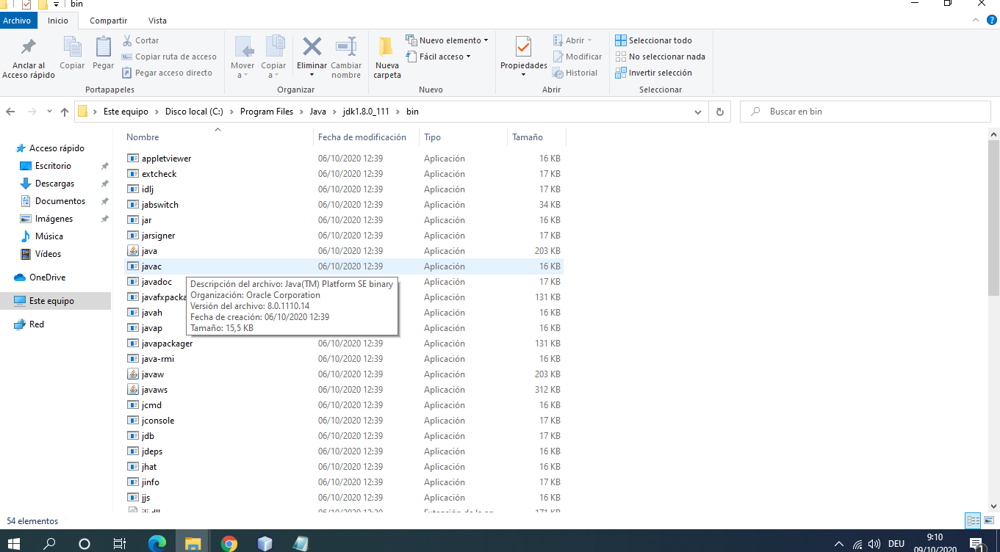 bin
Archivo Inicio Compartir Vista
Anclar al
Acceso rápido
Copiar
Pegar
Cortar
Copiar ruta de acceso
Pegar acceso directo
Portapapeles
Mover
a
Copiar
a
Eliminar
Cambiar
nombre
Organizar
Nueva
carpeta
Nuevo elemento
Fácil acceso
Nuevo
Propiedades
Abrir
Modificar
Historial
Abrir
Seleccionar todo
No seleccionar nada
Invertir selección
Seleccionar
Este equipo Disco local (C:) Program Files Java jdk1.8.0_111 bin
Buscar en bin
Acceso rápido
Escritorio
Descargas
Documentos
Imágenes
Música
Vídeos
OneDrive
Este equipo
Red
Nombre Fecha de modificación Tipo Tamaño
appletviewer 06/10/2020 12:39 Aplicación 16 KB
extcheck 06/10/2020 12:39 Aplicación 17 KB
idlj 06/10/2020 12:39 Aplicación 17 KB
jabswitch 06/10/2020 12:39 Aplicación 34 KB
jar 06/10/2020 12:39 Aplicación 16 KB
jarsigner 06/10/2020 12:39 Aplicación 17 KB
java 06/10/2020 12:39 Aplicación 203 KB
javac 06/10/2020 12:39 Aplicación 16 KB
javadoc Aplicación 17 KB
javafxpacka Aplicación 131 KB
javah Aplicación 16 KB
javap Aplicación 16 KB
Descripción del archivo: Java(TM) Platform SE binary
Organización: Oracle Corporation
Versión del archivo: 8.0.1110.14
Fecha de creación: 06/10/2020 12:39
Tamaño: 15,5 KB
javapackager 06/10/2020 12:39 Aplicación 131 KB
java-rmi 06/10/2020 12:39 Aplicación 16 KB
javaw 06/10/2020 12:39 Aplicación 203 KB
javaws 06/10/2020 12:39 Aplicación 312 KB
jcmd 06/10/2020 12:39 Aplicación 16 KB
jconsole 06/10/2020 12:39 Aplicación 17 KB
jdb 06/10/2020 12:39 Aplicación 17 KB
jdeps 06/10/2020 12:39 Aplicación 16 KB
jhat 06/10/2020 12:39 Aplicación 16 KB
jinfo 06/10/2020 12:39 Aplicación 17 KB
jjs 06/10/2020 12:39 Aplicación 16 KB
54 elementos
DEU
9:10
09/10/2020
1